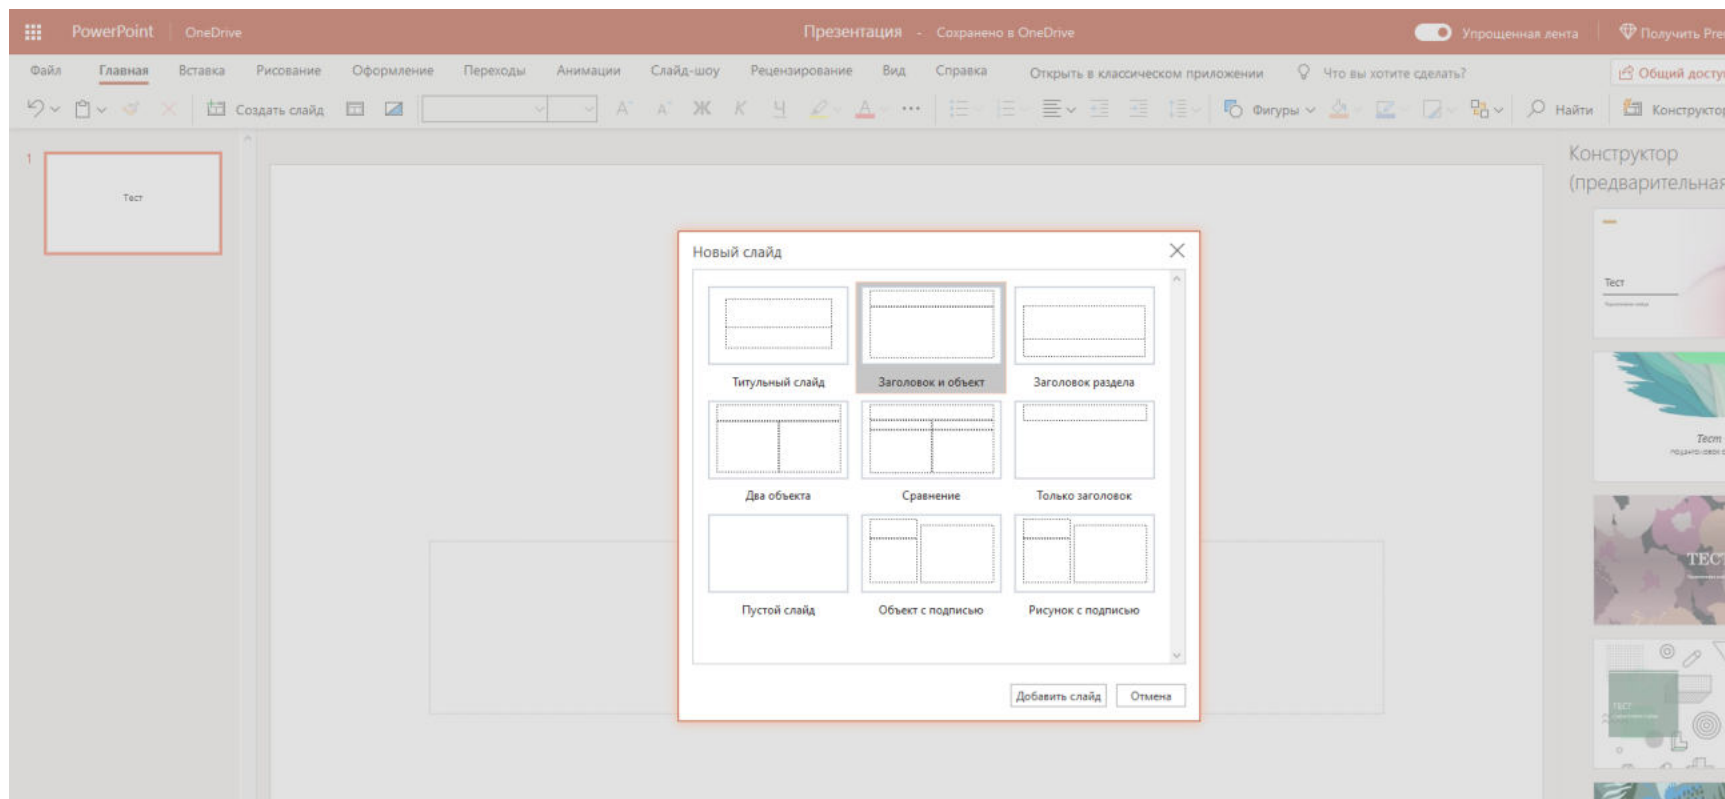 PowerPoint OneDrive Презентация - Сохранено в OneDrive Упрощенная лента Получить Pre
Файл Главная Вставка Рисование Оформление Переходы Анимации Слайд-шоу Рецензирование Вид Справка Открыть в классическом приложении Что вы хотите сделать? Общий досту
Создать слайд Ж К Ч Фигуры Найти Конструктор
1
Тест
Конструктор
(предварительная
Тест
Тест
ТЕСТ
ТЕСТ
Новый слайд
Титульный слайд Заголовок и объект Заголовок раздела
Два объекта Сравнение Только заголовок
Пустой слайд Объект с подписью Рисунок с подписью
Добавить слайд Отмена